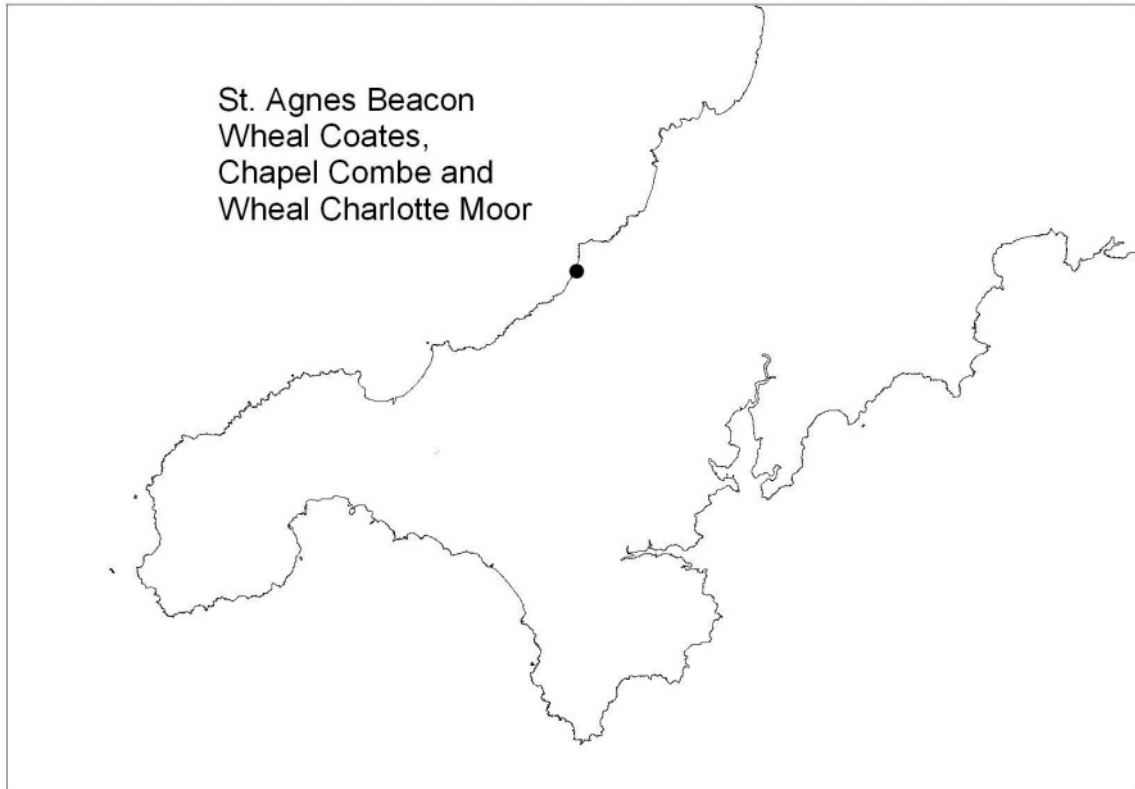 St. Agnes Beacon
Wheal Coates,
Chapel Combe and
Wheal Charlotte Moor